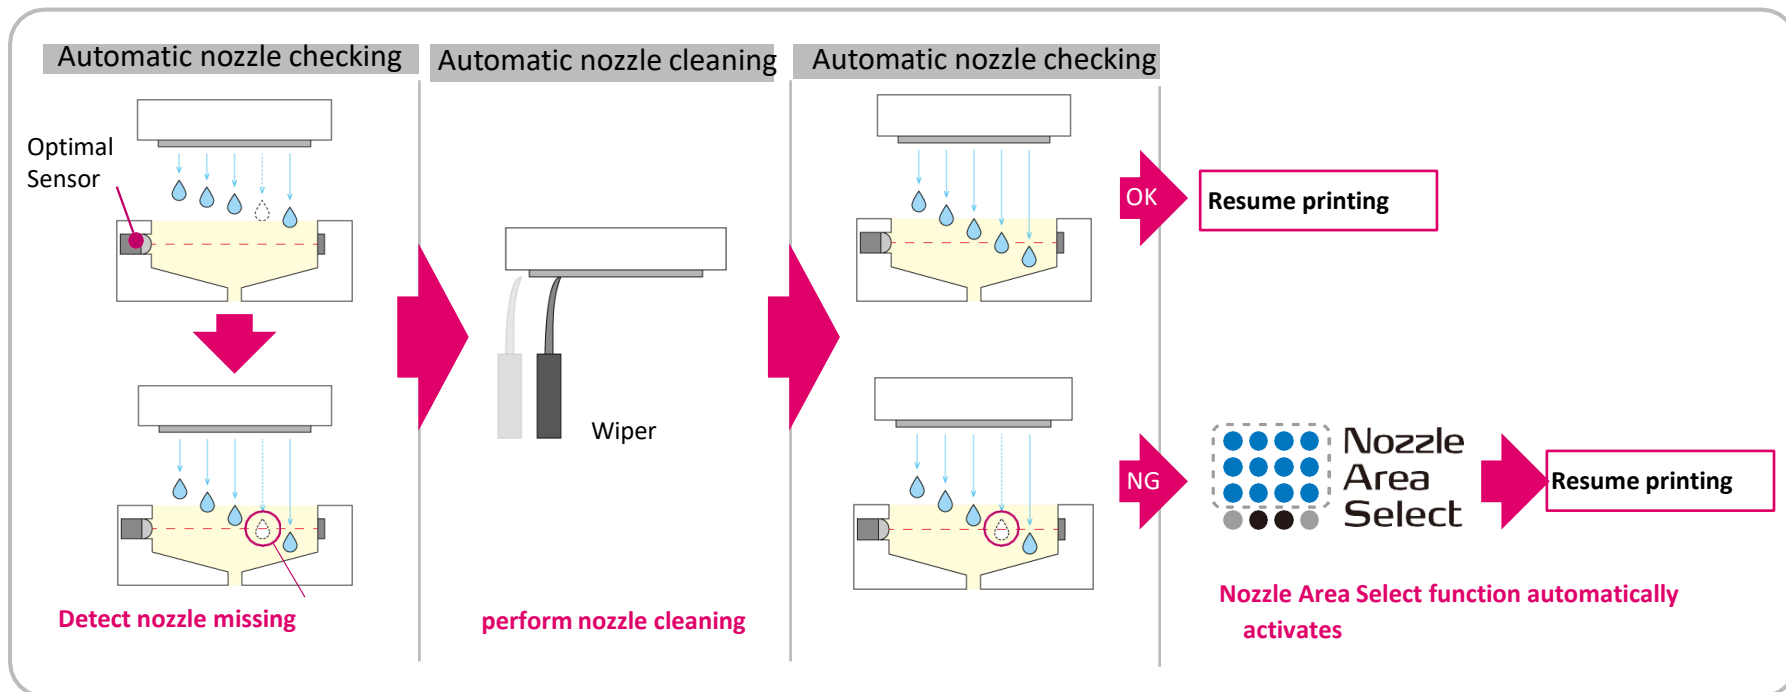 Automatic nozzle checking
Automatic nozzle cleaning
Automatic nozzle checking
Optimal
Sensor
Detect nozzle missing
Wiper
perform nozzle cleaning
OK
Resume printing
NG
Nozzle
Area
Select
Resume printing
Nozzle Area Select function automatically
activates